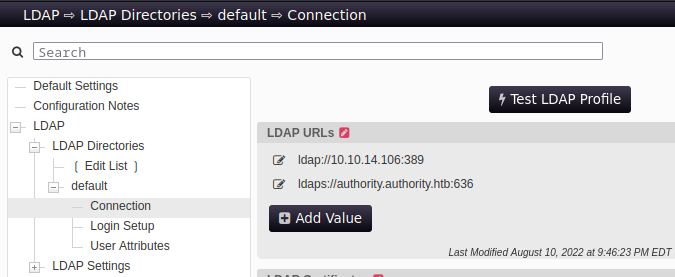 LDAP ⇨ LDAP Directories ⇨ default ⇨ Connection
Search
Default Settings
Configuration Notes
LDAP
LDAP Directories
[ Edit List ]
default
Connection
Login Setup
User Attributes
LDAP Settings
Test LDAP Profile
LDAP URLs
ldap://10.10.14.106:389
ldaps://authority.authority.htb:636
Add Value
Last Modified August 10, 2022 at 9:46:23 PM EDT